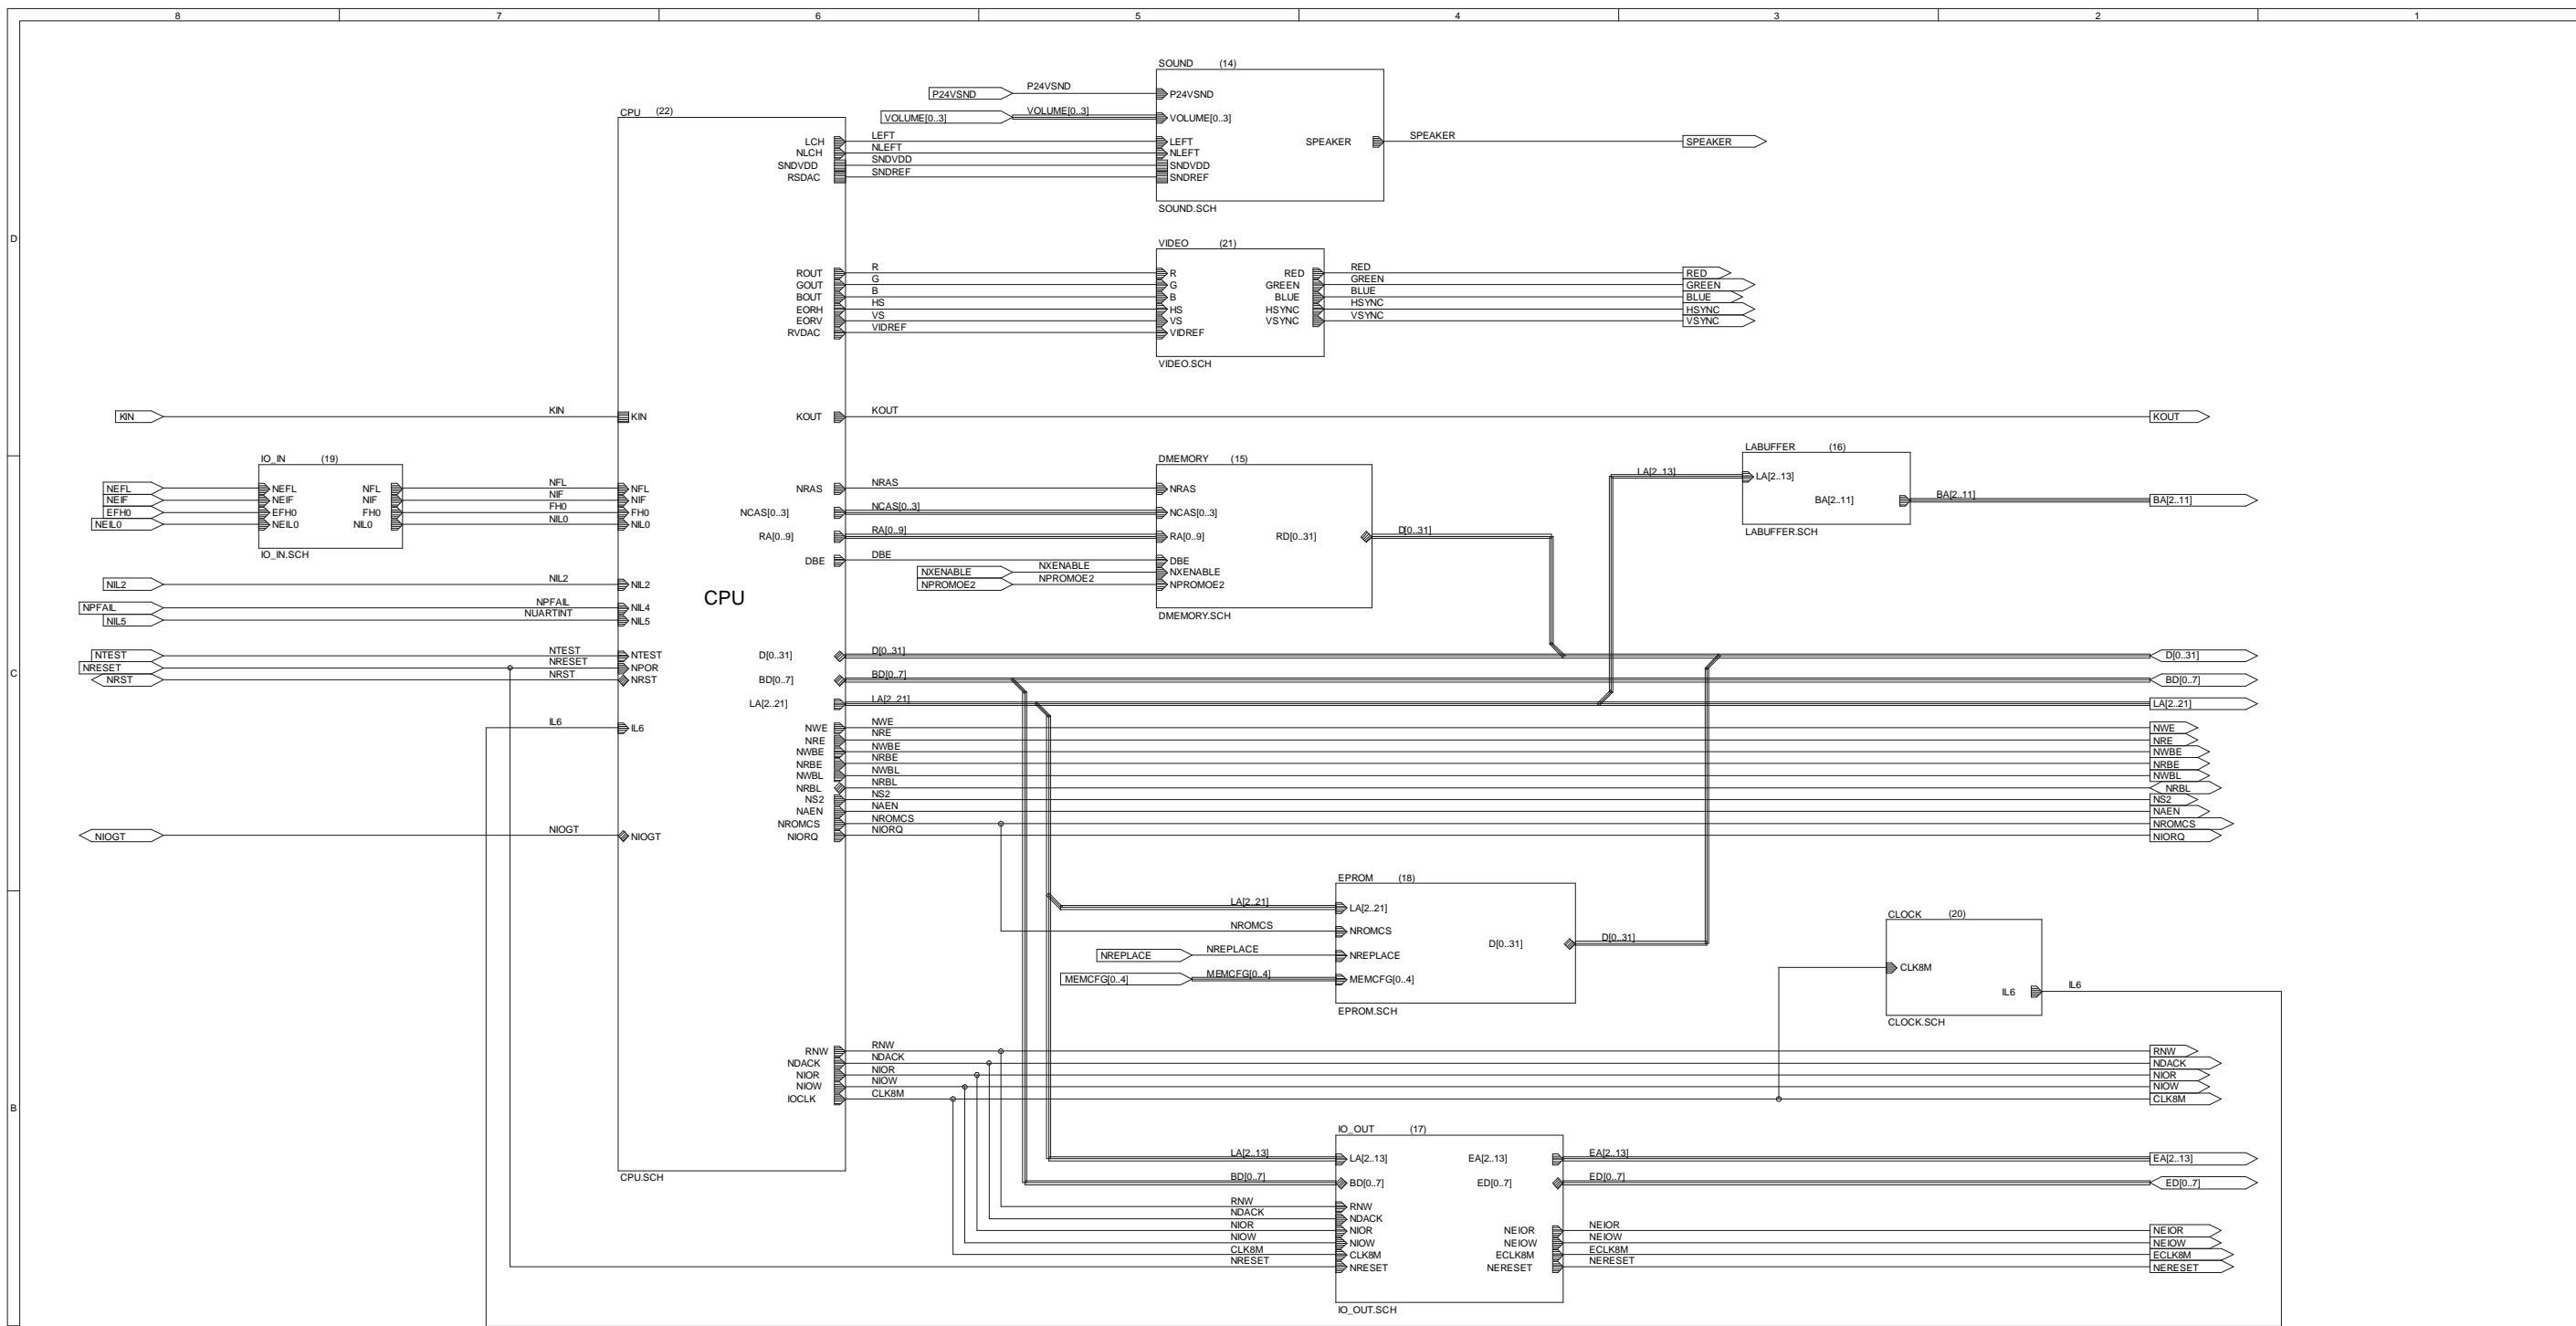 8 7 6 5 4 3 2 1
D
C
B
SOUND (14)
P24VSND P24VSND P24VSND
VOLUME[0..3] VOLUME[0..3] VOLUME[0..3]
LEFT
NLEFT
SNDVDD
SNDREF
SPEAKER SPEAKER SPEAKER
SOUND.SCH
CPU (22)
LCH LEFT
NLCH NLEFT
SNDVDD SNDVDD
RSDAC SNDREF
VIDEO (21)
ROUT R R RED RED RED
GOUT G G GREEN GREEN GREEN
BOUT B B BLUE BLUE BLUE
EORH HS HS HSYNC HSYNC HSYNC
EORV VS VS VSYNC VSYNC VSYNC
RVDAC VIDREF VIDREF
VIDEO.SCH
KIN KIN KIN KOUT KOUT KOUT
IO_IN (19)
NEFL NEFL NFL NFL NFL
NEIF NEIF NIF NIF NIF
EFH0 EFH0 FH0 FH0 FH0
NEIL0 NEIL0 NIL0 NIL0 NIL0
IO_IN.SCH
DMEMORY (15)
NRAS NRAS NRAS
NCAS[0..3] NCAS[0..3] NCAS[0..3]
RA[0..9] RA[0..9] RA[0..9] RD[0..31] D[0..31]
DBE DBE DBE
NXENABLE NXENABLE NXENABLE
NPROMOE2 NPROMOE2 NPROMOE2
DMEMORY.SCH
LABUFFER (16)
LA[2..13] LA[2..13]
BA[2..11] BA[2..11] BA[2..11]
LABUFFER.SCH
NIL2 NIL2 NIL2
CPU
NPFAIL NPFAIL NIL4
NIL5 NUARTINT NIL5
NTEST NTEST NTEST D[0..31] D[0..31] D[0..31]
NRESET NRESET NPOR
NRST NRST NRST BD[0..7] BD[0..7] BD[0..7]
LA[2..21] LA[2..21] LA[2..21]
IL6 IL6 NWE NWE NWE
NRE NRE NRE
NWBE NWBE NWBE
NRBE NRBE NRBE
NWBL NWBL NWBL
NRBL NRBL NRBL
NS2 NS2 NS2
NAEN NAEN NAEN
NROMCS NROMCS NROMCS
NIOGT NIOGT NIOGT NIORQ NIORQ NIORQ
EPROM (18)
LA[2..21] LA[2..21]
NROMCS NROMCS
D[0..31] D[0..31]
NREPLACE NREPLACE NREPLACE
MEMCFG[0..4] MEMCFG[0..4] MEMCFG[0..4]
EPROM.SCH
CLOCK (20)
CLK8M
IL6 IL6
CLOCK.SCH
RNW RNW RNW
NDACK NDACK NDACK
NIOR NIOR NIOR
NIOW NIOW NIOW
IOCLK CLK8M CLK8M
CPU.SCH
IO_OUT (17)
LA[2..13] LA[2..13] EA[2..13] EA[2..13] EA[2..13]
BD[0..7] BD[0..7] ED[0..7] ED[0..7] ED[0..7]
RNW RNW
NDACK NDACK
NIOR NIOR NEIOR NEIOR NEIOR
NIOW NIOW NEIOW NEIOW NEIOW
CLK8M CLK8M ECLK8M ECLK8M ECLK8M
NRESET NRESET NERESET NERESET NERESET
IO_OUT.SCH